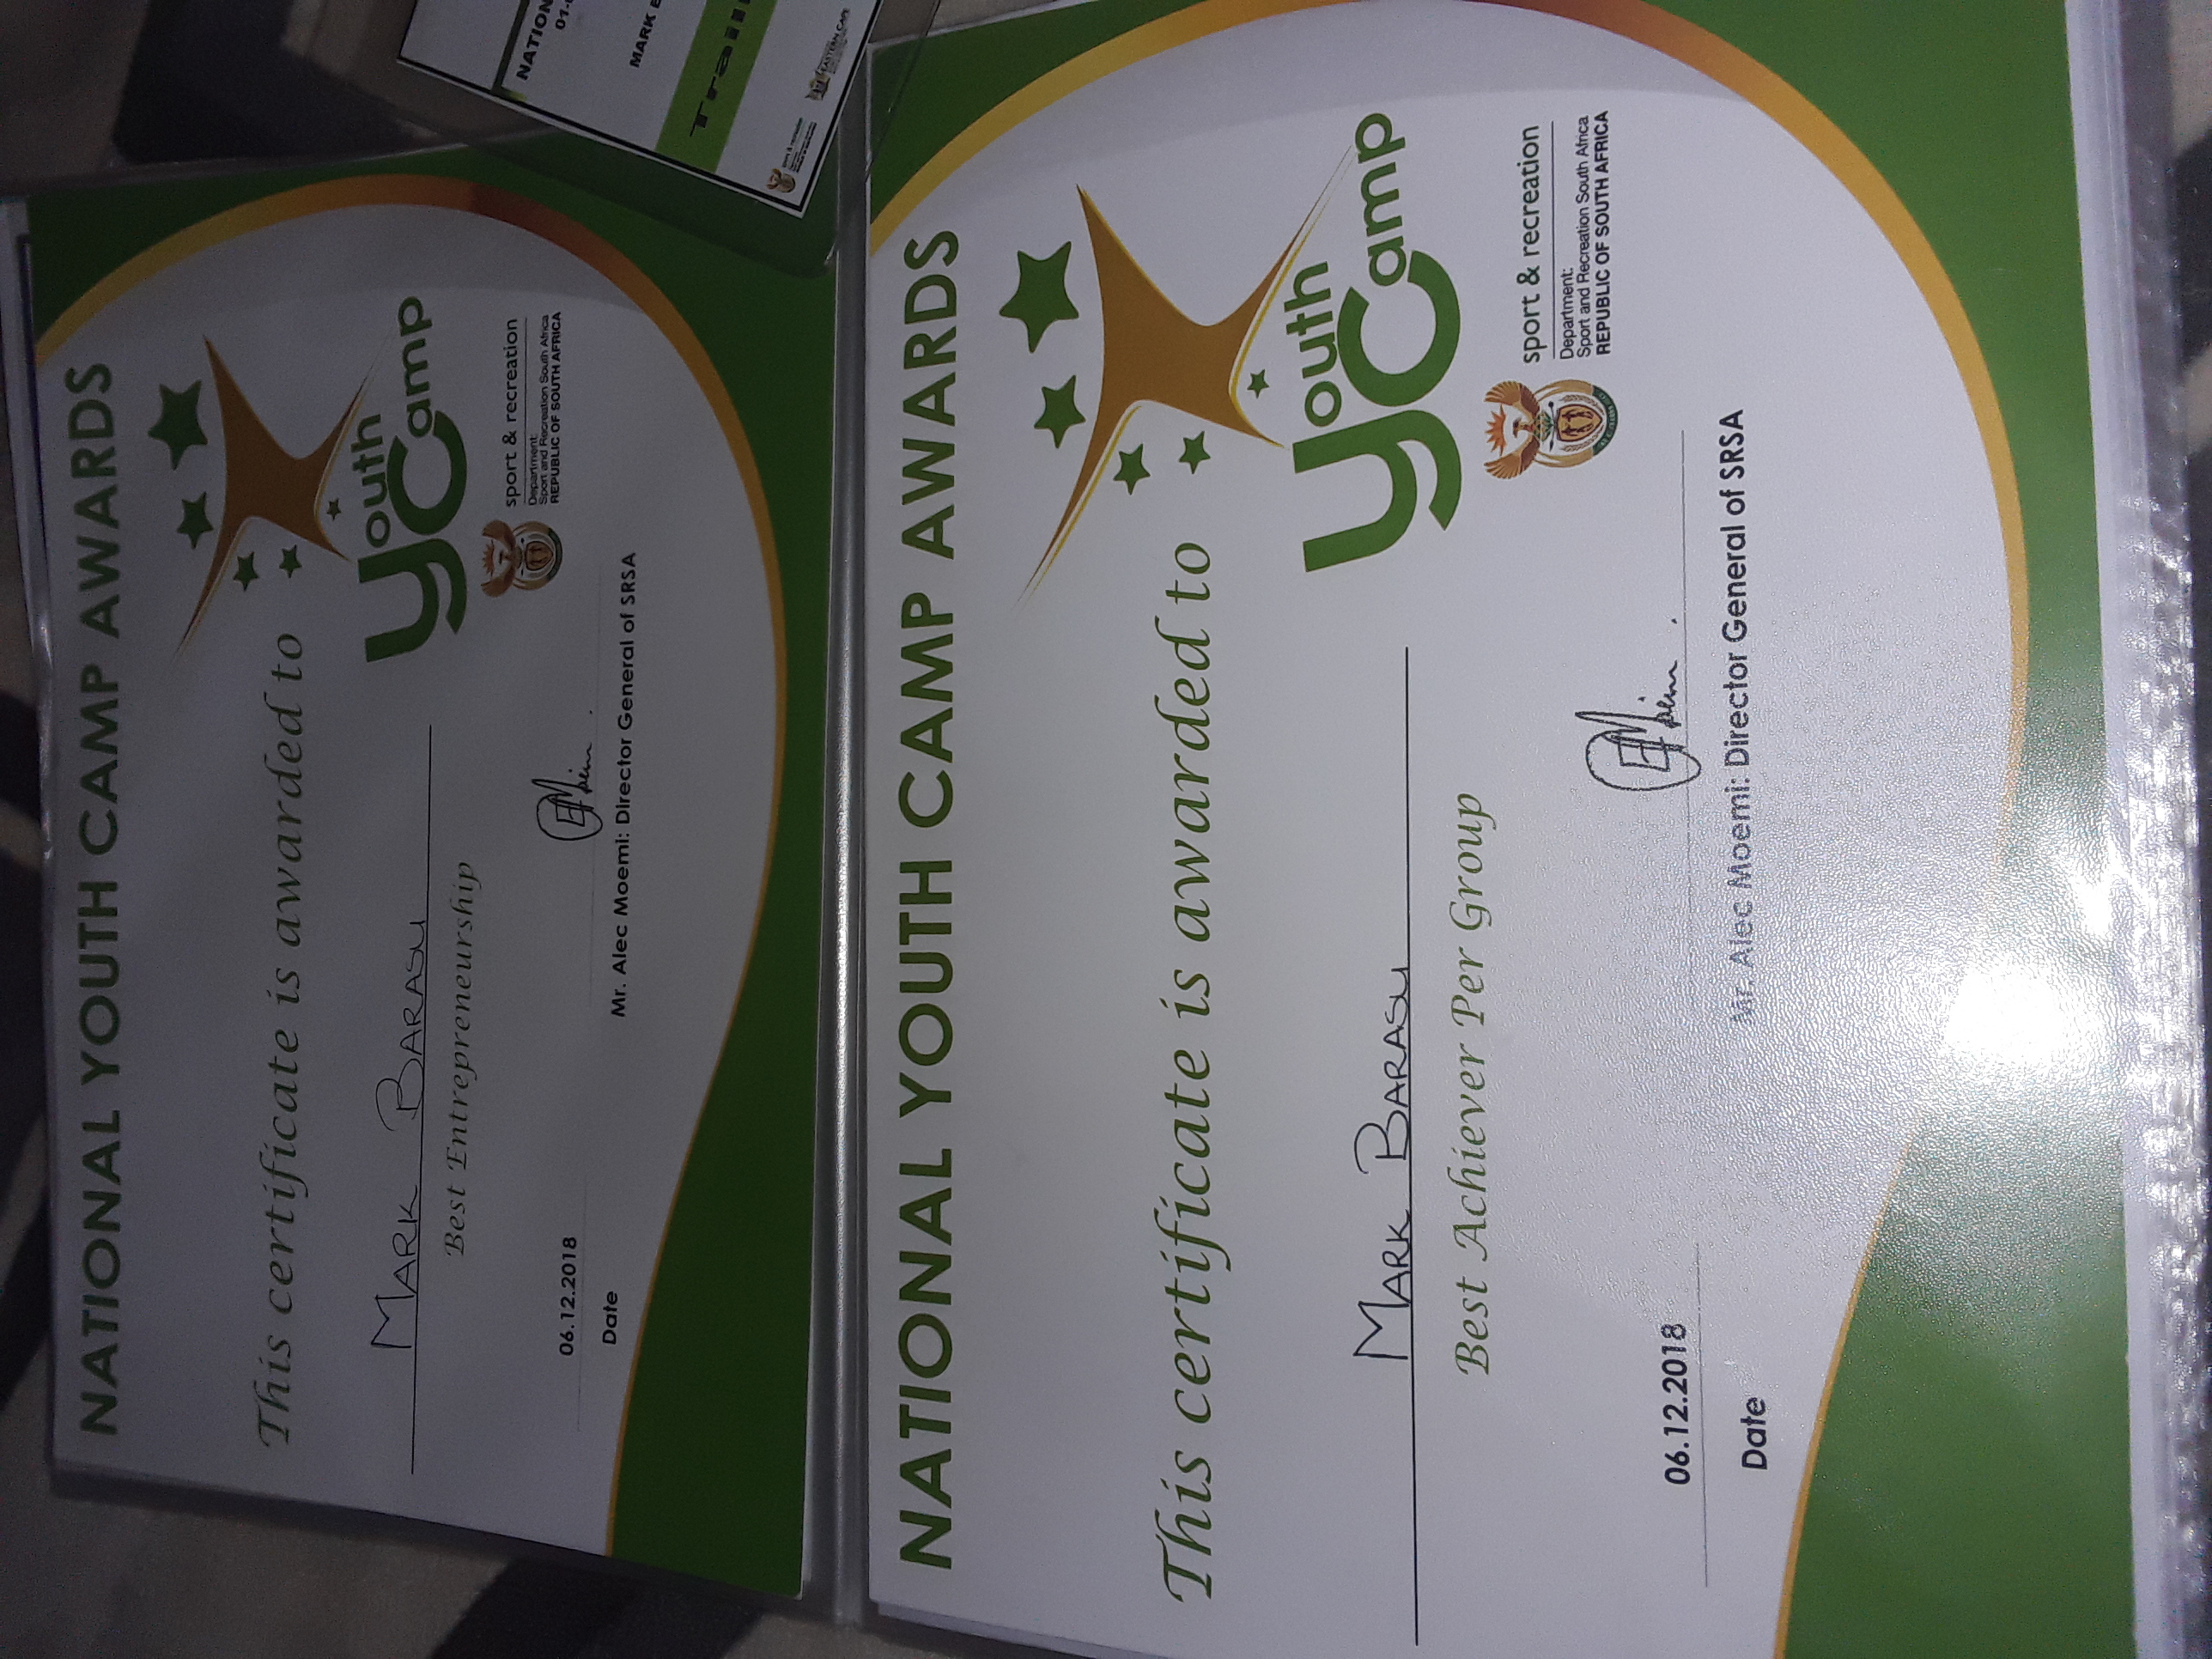 NATIONAL YOUTH CAMP AWARDS
This certificate is awarded to
MARK BARASU
Best Entrepreneurship
Youth
Camp
sport & recreation
Department:
Sport and Recreation South Africa
REPUBLIC OF SOUTH AFRICA
06.12.2018
Date
Mr. Alec Moemi: Director General of SRSA
NATION
01-
MARK
sport & recreation
EASTERN CAPE
NATIONAL YOUTH CAMP AWARDS
This certificate is awarded to
MARK BARASU
Best Achiever Per Group
Youth
Camp
sport & recreation
Department:
Sport and Recreation South Africa
REPUBLIC OF SOUTH AFRICA
06.12.2018
Date
Mr. Alec Moemi: Director General of SRSA